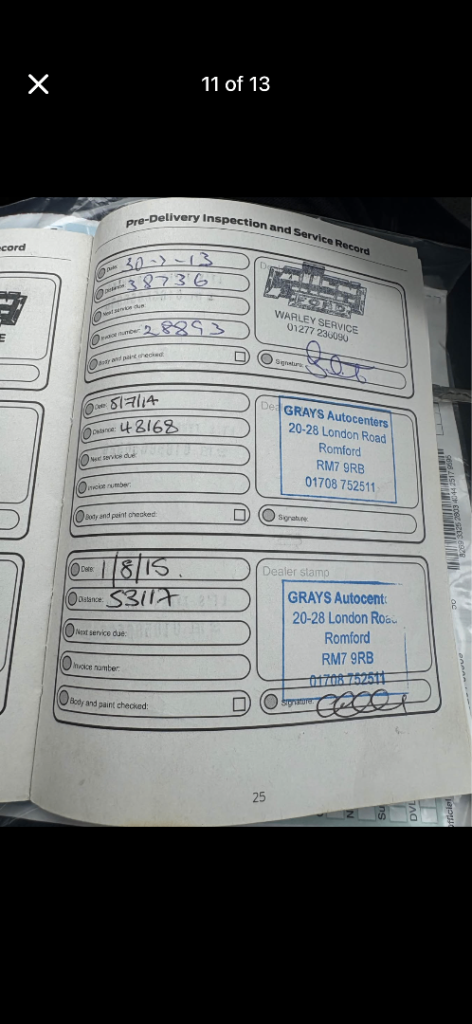 11 of 13
Pre-Delivery Inspection and Service Record
cord
Date: 30-7-13
Distance: 38736
Next service due:
Invoice number: 28893
Body and paint checked:
WARLEY SERVICE
01277 230090
Signature:
Date: 8/7/14
Distance: 48168
Next service due:
Invoice number:
Body and paint checked:
GRAYS Autocenters
20-28 London Road
Romford
RM7 9RB
01708 752511
Signature:
Date: 1/8/15.
Distance: 53117
Next service due:
Invoice number:
Body and paint checked:
Dealer stamp
GRAYS Autocent
20-28 London Roa
Romford
RM7 9RB
01708 752511
Signature:
25